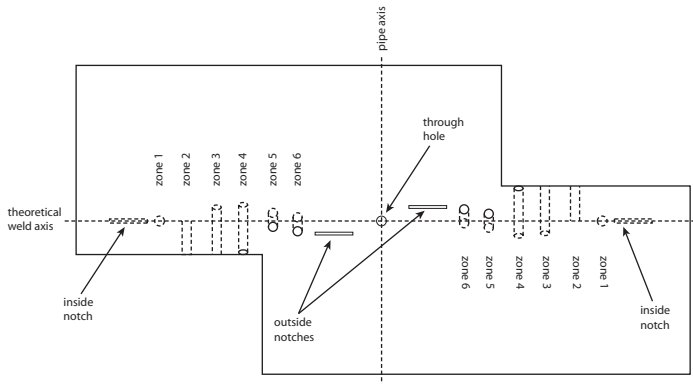 pipe axis
through
hole
zone 1
zone 2
zone 3
zone 4
zone 5
zone 6
theoretical
weld axis
inside
notch
outside
notches
zone 6
zone 5
zone 4
zone 3
zone 2
zone 1
inside
notch